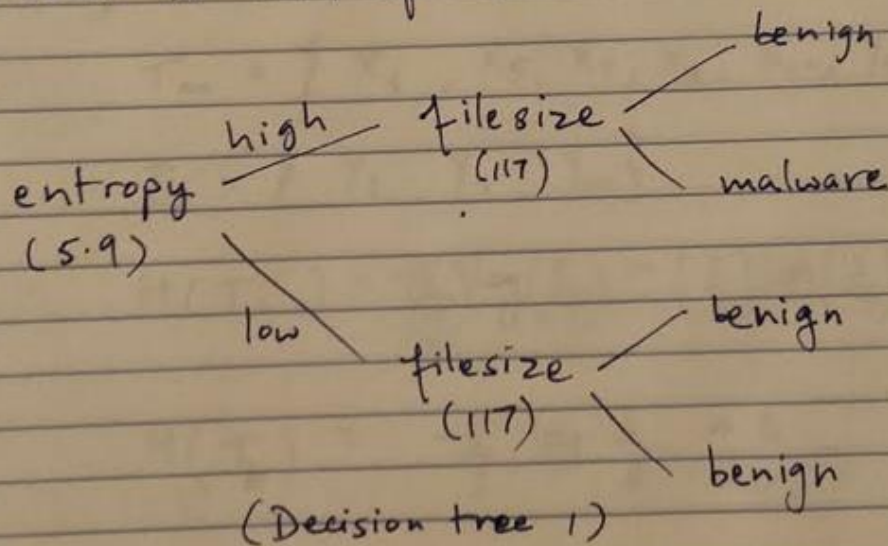 benign
high filesize
(117)
entropy malware
(5.9)
low benign
filesize
(117)
benign
(Decision tree 1)